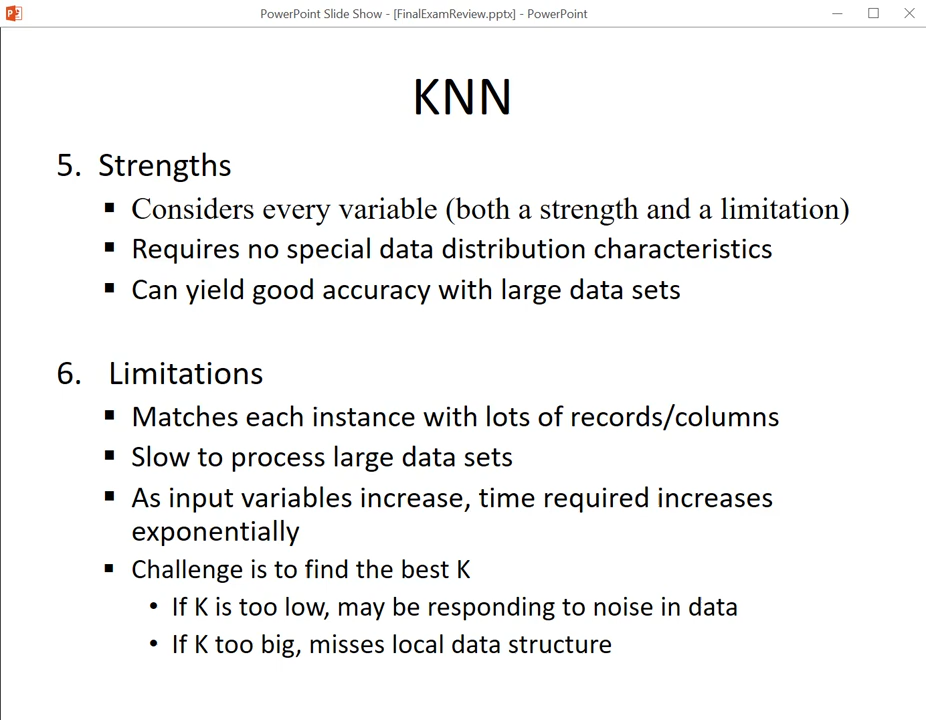 PowerPoint Slide Show - [FinalExamReview.pptx] - PowerPoint
KNN
5. Strengths
▪ Considers every variable (both a strength and a limitation)
▪ Requires no special data distribution characteristics
▪ Can yield good accuracy with large data sets
6. Limitations
▪ Matches each instance with lots of records/columns
▪ Slow to process large data sets
▪ As input variables increase, time required increases
exponentially
▪ Challenge is to find the best K
• If K is too low, may be responding to noise in data
• If K too big, misses local data structure